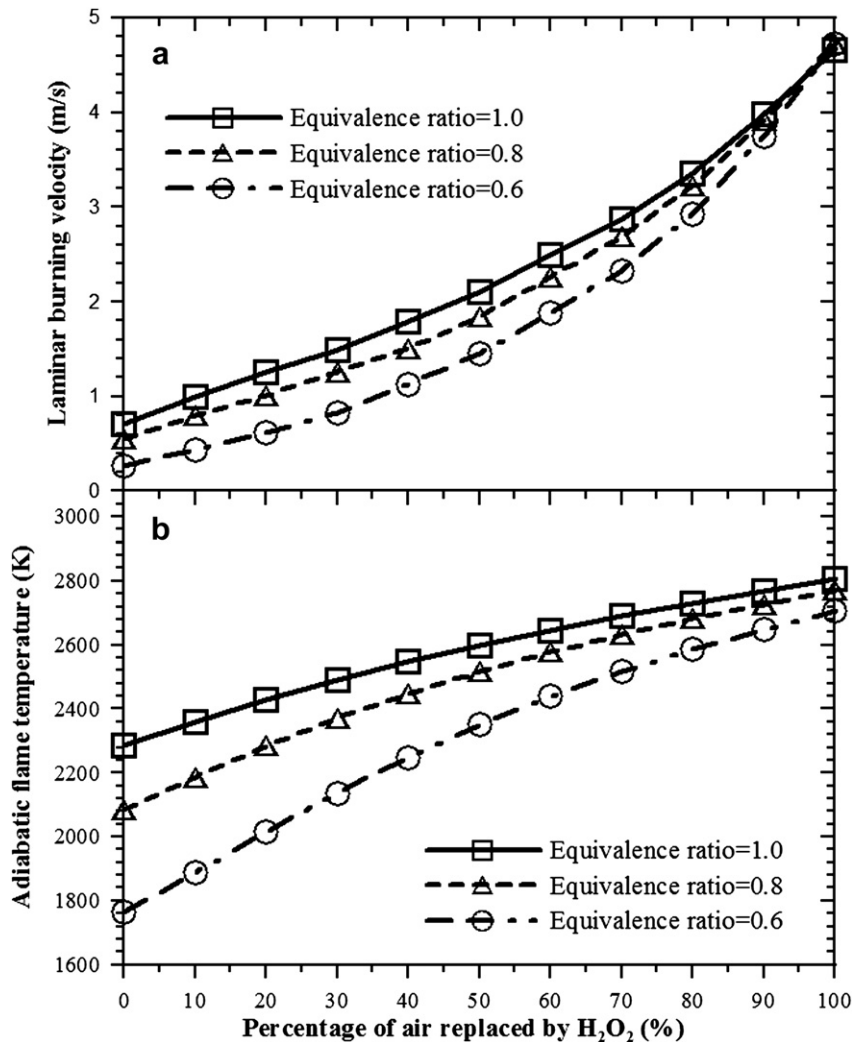 5
a
4
Equivalence ratio=1.0
Equivalence ratio=0.8
3
Equivalence ratio=0.6
2
1
0
Laminar burning velocity (m/s)
3000
b
2800
2600
2400
2200
2000
Equivalence ratio=1.0
1800
Equivalence ratio=0.8
Equivalence ratio=0.6
1600
Adiabatic flame temperature (K)
0 10 20 30 40 50 60 70 80 90 100
Percentage of air replaced by H₂O₂ (%)